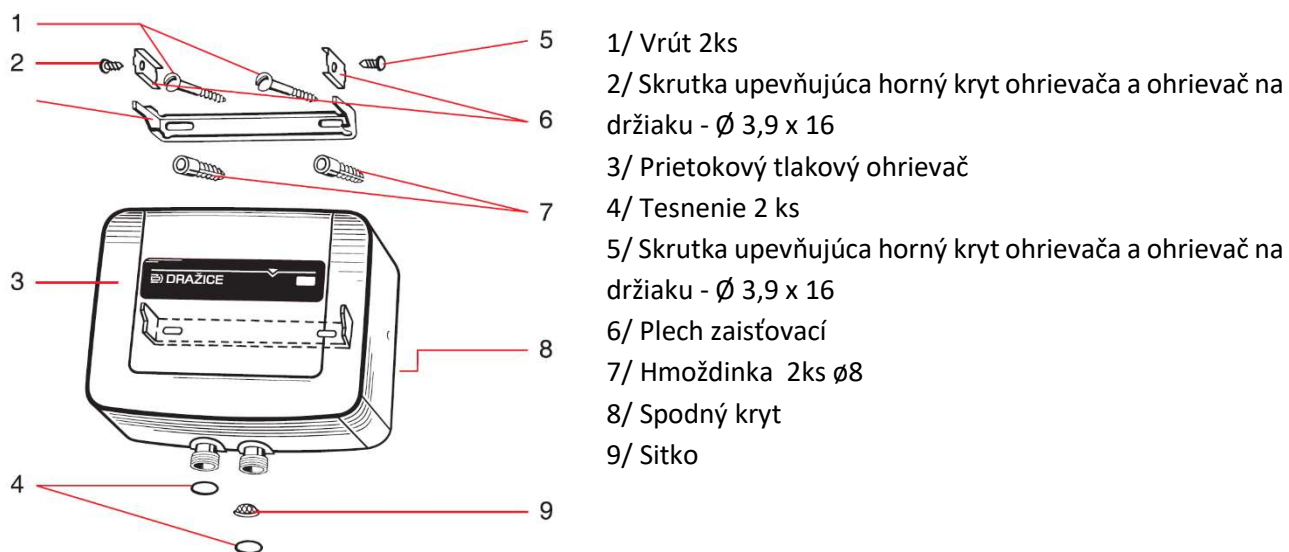 1
2
5
6
7
3
DRAŽICE
8
4
9
1/ Vrút 2ks
2/ Skrutka upevňujúca horný kryt ohrievača a ohrievač na
držiaku - Ø 3,9 x 16
3/ Prietokový tlakový ohrievač
4/ Tesnenie 2 ks
5/ Skrutka upevňujúca horný kryt ohrievača a ohrievač na
držiaku - Ø 3,9 x 16
6/ Plech zaisťovací
7/ Hmoždinka  2ks ø8
8/ Spodný kryt
9/ Sitko